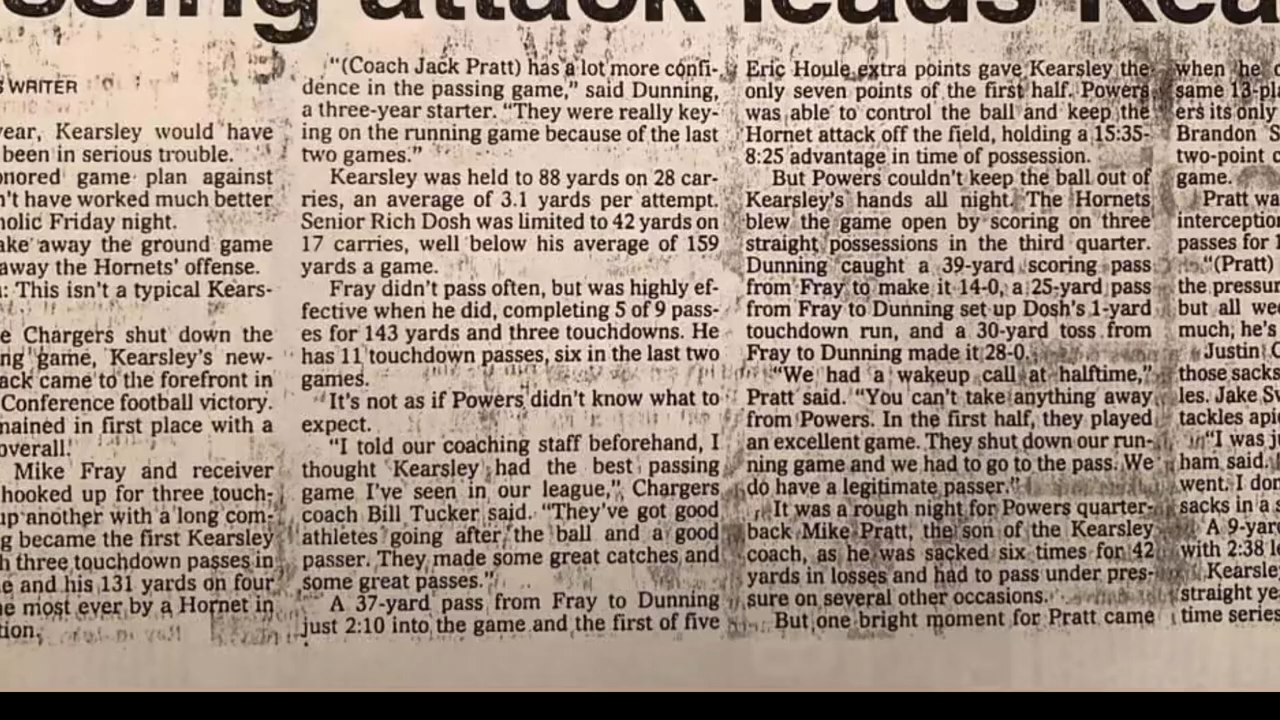 attack leads
WRITER
year, Kearsley would have
been in serious trouble.
game plan against
have worked much better
Friday night.
away the ground game
away the Hornets' offense.
This isn't a typical Kears-
Chargers shut down the
game, Kearsley's new-
came to the forefront in
Conference football victory.
in first place with a
overall.
Mike Fray and receiver
hooked up for three touch-
up another with a long com-
became the first Kearsley
three touchdown passes in
and his 131 yards on four
most ever by a Hornet in
"(Coach Jack Pratt) has a lot more confi-
dence in the passing game," said Dunning,
a three-year starter. "They were really key-
ing on the running game because of the last
two games."
Kearsley was held to 88 yards on 28 car-
ries, an average of 3.1 yards per attempt.
Senior Rich Dosh was limited to 42 yards on
17 carries, well below his average of 159
yards a game.
Fray didn't pass often, but was highly ef-
fective when he did, completing 5 of 9 pass-
es for 143 yards and three touchdowns. He
has 11 touchdown passes, six in the last two
games.
It's not as if Powers didn't know what to
expect.
"I told our coaching staff beforehand, I
thought Kearsley had the best passing
game I've seen in our league," Chargers
coach Bill Tucker said. "They've got good
athletes going after the ball and a good
passer. They made some great catches and
some great passes."
A 37-yard pass from Fray to Dunning
just 2:10 into the game and the first of five
Eric Houle extra points gave Kearsley the
only seven points of the first half. Powers
was able to control the ball and keep the
Hornet attack off the field, holding a 15:35-
8:25 advantage in time of possession.
But Powers couldn't keep the ball out of
Kearsley's hands all night. The Hornets
blew the game open by scoring on three
straight possessions in the third quarter.
Dunning caught a 39-yard scoring pass
from Fray to make it 14-0, a 25-yard pass
from Fray to Dunning set up Dosh's 1-yard
touchdown run, and a 30-yard toss from
Fray to Dunning made it 28-0.
"We had a wakeup call at halftime,"
Pratt said. "You can't take anything away
from Powers. In the first half, they played
an excellent game. They shut down our run-
ning game and we had to go to the pass. We
do have a legitimate passer."
It was a rough night for Powers quarter-
back Mike Pratt, the son of the Kearsley
coach, as he was sacked six times for 42
yards in losses and had to pass under pres-
sure on several other occasions.
But one bright moment for Pratt came
when he
same
ers its only
Brandon
two-point
game.
Pratt
passes for
"(Pratt)
the
but all
much; he's
Justin
those sacks
les. Jake
tackles
"I was
ham said.
went. I
sacks in a
A
with 2:38
straight
time series